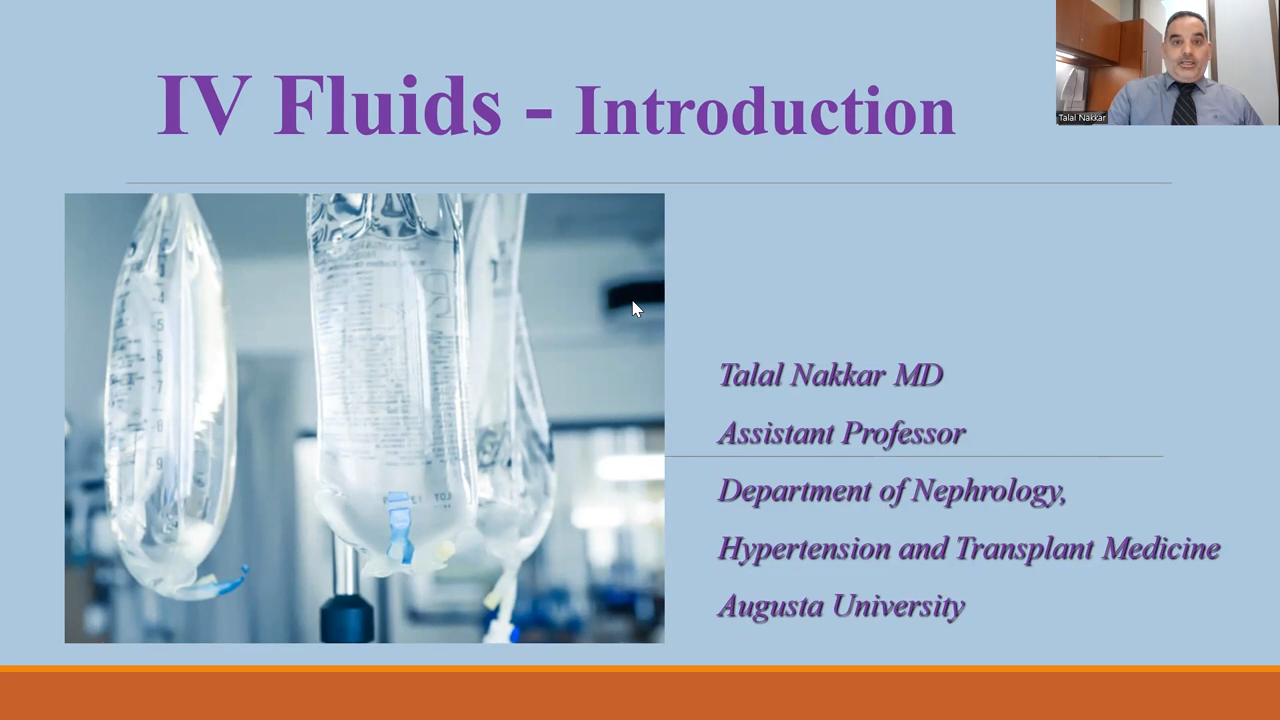 IV Fluids - Introduction
Talal Nakkar
Talal Nakkar MD
Assistant Professor
Department of Nephrology,
Hypertension and Transplant Medicine
Augusta University